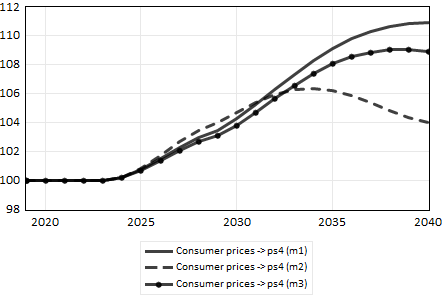 112
110
108
106
104
102
100
98
2020 2025 2030 2035 2040
Consumer prices -> ps4 (m1)
Consumer prices -> ps4 (m2)
Consumer prices -> ps4 (m3)